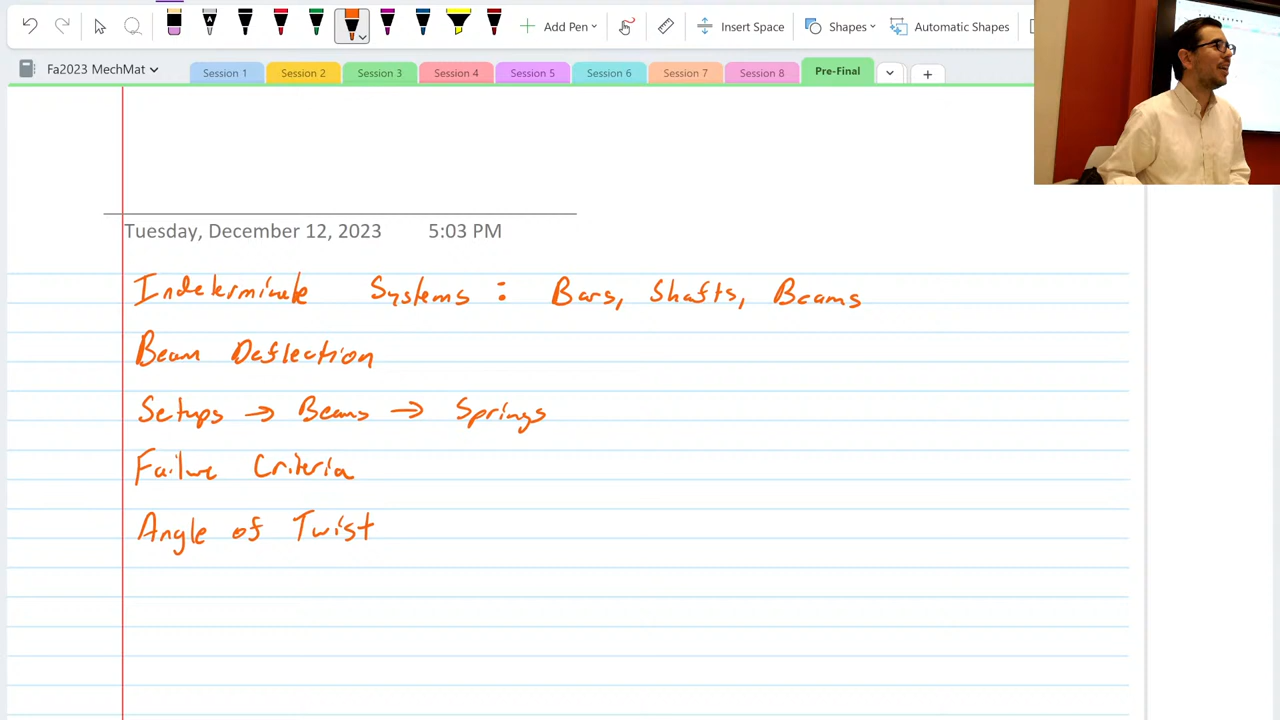 Add Pen
Insert Space
Shapes
Automatic Shapes
Fa2023 MechMat
Session 1
Session 2
Session 3
Session 4
Session 5
Session 6
Session 7
Session 8
Pre-Final
Tuesday, December 12, 2023 5:03 PM
Indeterminate Systems : Bars, Shafts, Beams
Beam Deflection
Setups → Beams → Springs
Failure Criteria
Angle of Twist